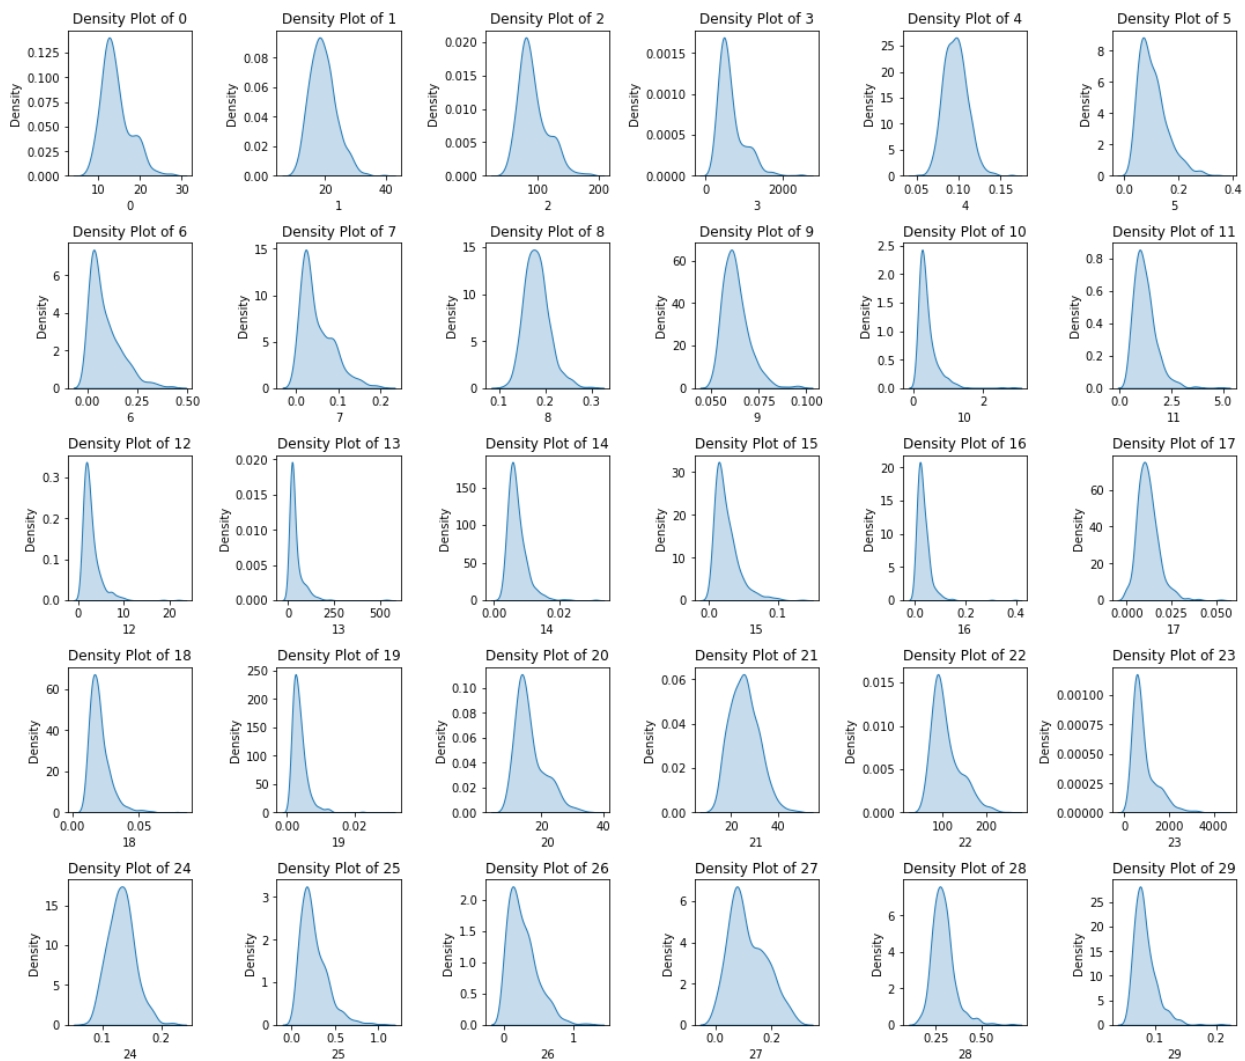 Density Plot of 0
0.125
0.100
0.075
0.050
0.025
0.000
Density
10 20 30
0
Density Plot of 1
0.08
0.06
0.04
0.02
0.00
Density
20 40
1
Density Plot of 2
0.020
0.015
0.010
0.005
0.000
Density
100 200
2
Density Plot of 3
0.0015
0.0010
0.0005
0.0000
Density
0 2000
3
Density Plot of 4
25
20
15
10
5
0
Density
0.05 0.10 0.15
4
Density Plot of 5
8
6
4
2
0
Density
0.0 0.2 0.4
5
Density Plot of 6
6
4
2
0
Density
0.00 0.25 0.50
6
Density Plot of 7
15
10
5
0
Density
0.0 0.1 0.2
7
Density Plot of 8
15
10
5
0
Density
0.1 0.2 0.3
8
Density Plot of 9
60
40
20
0
Density
0.050 0.075 0.100
9
Density Plot of 10
2.5
2.0
1.5
1.0
0.5
0.0
Density
0 2
10
Density Plot of 11
0.8
0.6
0.4
0.2
0.0
Density
0.0 2.5 5.0
11
Density Plot of 12
0.3
0.2
0.1
0.0
Density
0 10 20
12
Density Plot of 13
0.020
0.015
0.010
0.005
0.000
Density
0 250 500
13
Density Plot of 14
150
100
50
0
Density
0.00 0.02
14
Density Plot of 15
30
20
10
0
Density
0.0 0.1
15
Density Plot of 16
20
15
10
5
0
Density
0.0 0.2 0.4
16
Density Plot of 17
60
40
20
0
Density
0.000 0.025 0.050
17
Density Plot of 18
60
40
20
0
Density
0.00 0.05
18
Density Plot of 19
250
200
150
100
50
0
Density
0.00 0.02
19
Density Plot of 20
0.10
0.08
0.06
0.04
0.02
0.00
Density
20 40
20
Density Plot of 21
0.06
0.04
0.02
0.00
Density
20 40
21
Density Plot of 22
0.015
0.010
0.005
0.000
Density
100 200
22
Density Plot of 23
0.00100
0.00075
0.00050
0.00025
0.00000
Density
0 2000 4000
23
Density Plot of 24
15
10
5
0
Density
0.1 0.2
24
Density Plot of 25
3
2
1
0
Density
0.0 0.5 1.0
25
Density Plot of 26
2.0
1.5
1.0
0.5
0.0
Density
0 1
26
Density Plot of 27
6
4
2
0
Density
0.0 0.2
27
Density Plot of 28
6
4
2
0
Density
0.25 0.50
28
Density Plot of 29
25
20
15
10
5
0
Density
0.1 0.2
29